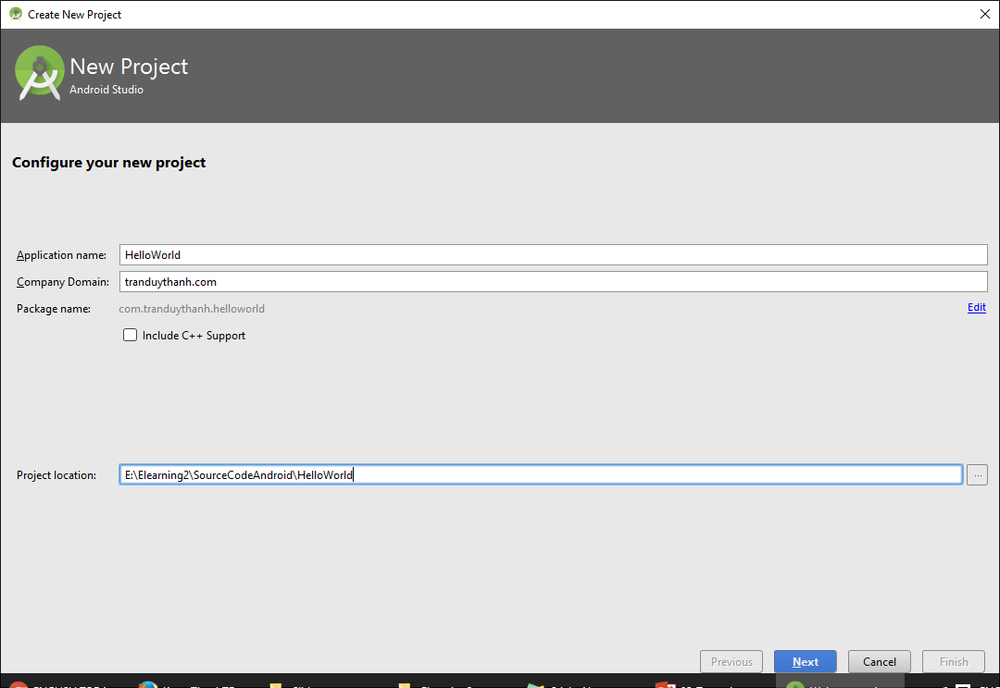 Create New Project
New Project
Android Studio
Configure your new project
Application name: HelloWorld
Company Domain: tranduythanh.com
Package name: com.tranduythanh.helloworld Edit
Include C++ Support
Project location: E:\Elearning2\SourceCodeAndroid\HelloWorld ...
Previous Next Cancel Finish